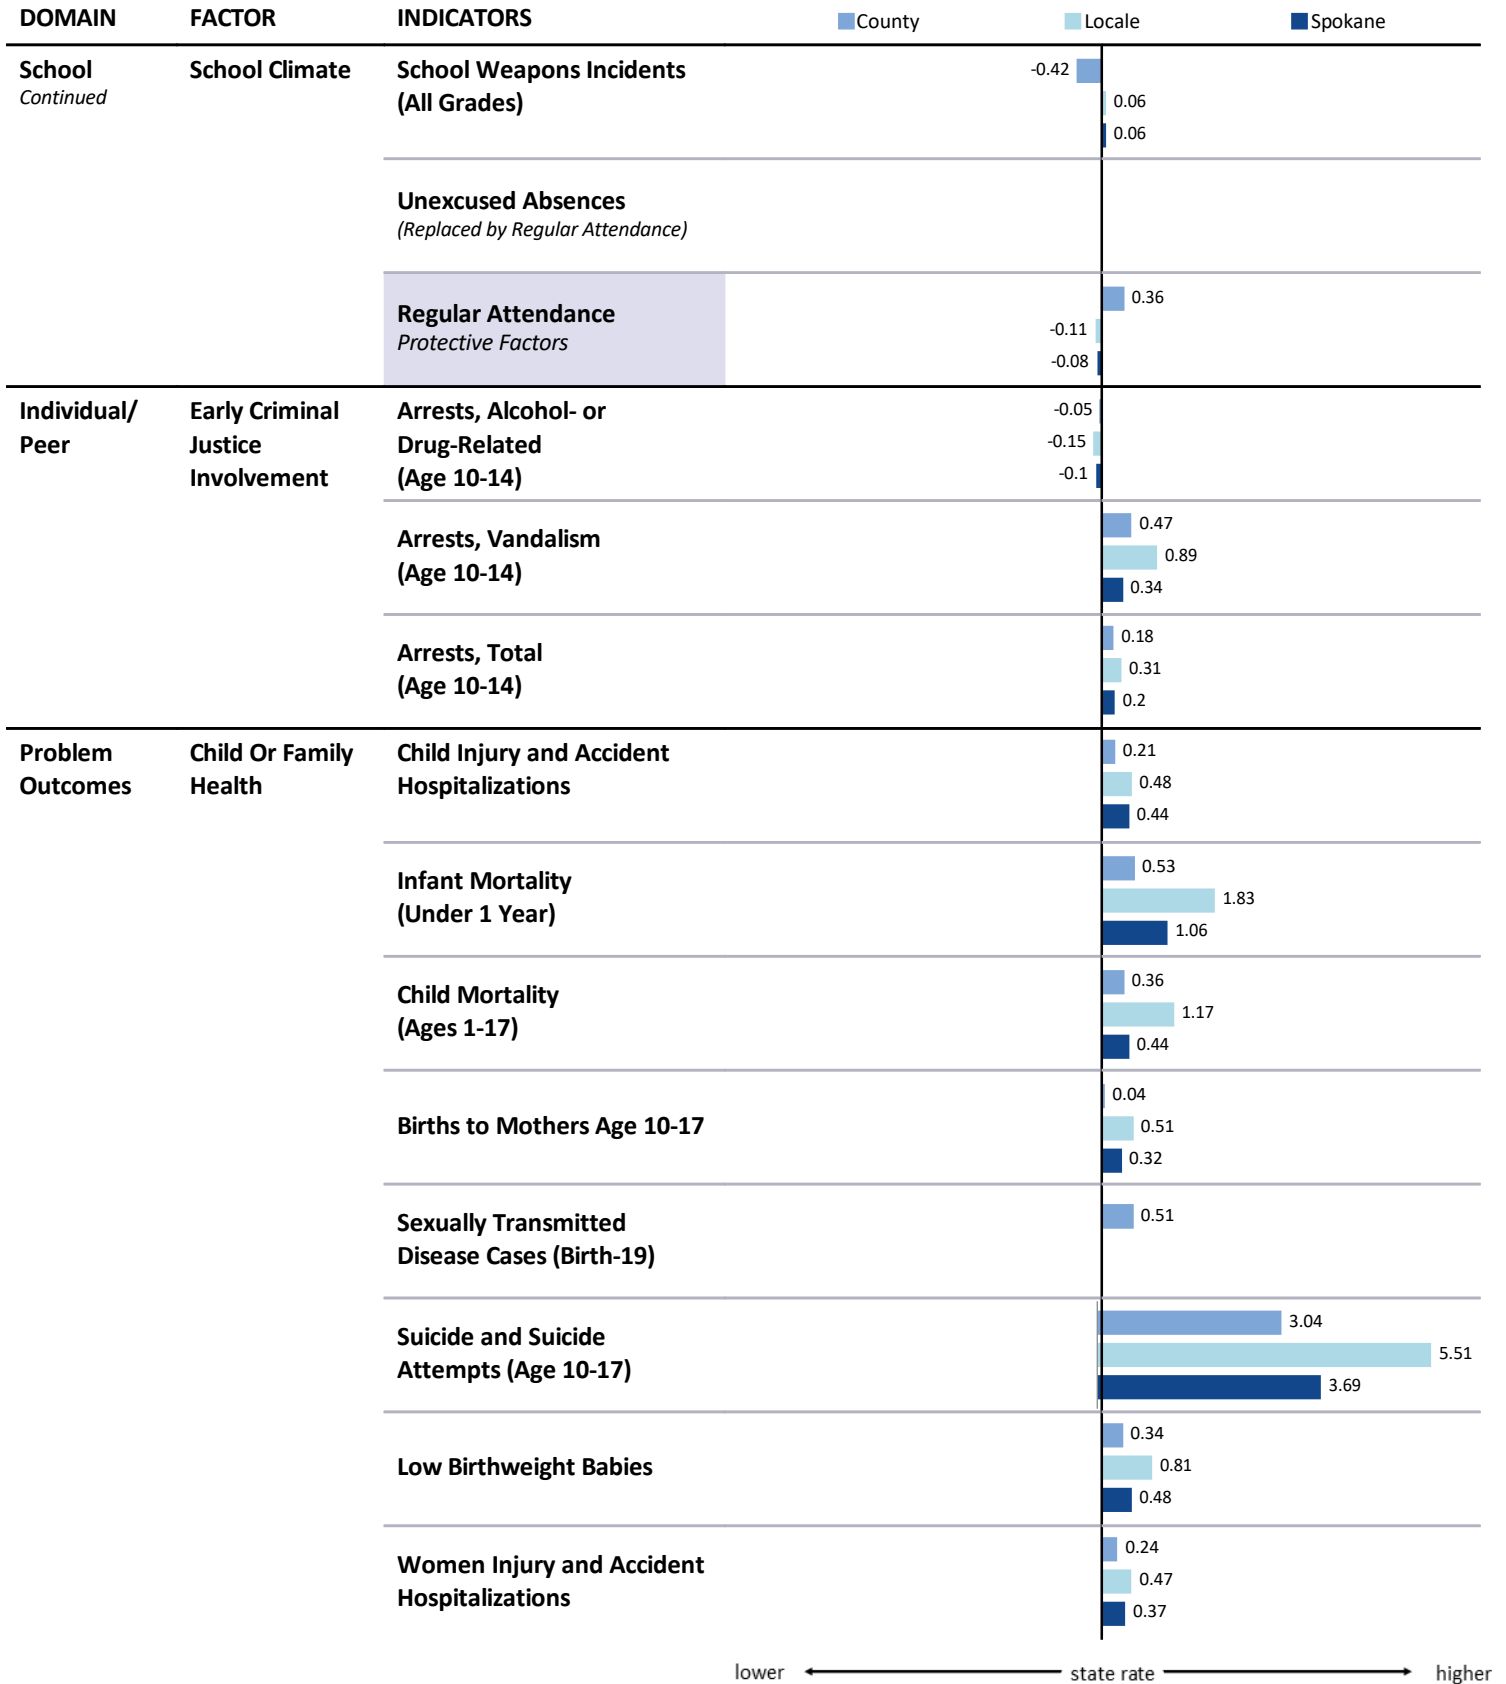 DOMAIN FACTOR INDICATORS County Locale Spokane
School School Climate School Weapons Incidents -0.42
Continued (All Grades) 0.06
0.06
Unexcused Absences
(Replaced by Regular Attendance)
Regular Attendance 0.36
Protective Factors -0.11
-0.08
Individual/ Early Criminal Arrests, Alcohol- or -0.05
Peer Justice Drug-Related -0.15
Involvement (Age 10-14) -0.1
Arrests, Vandalism 0.47
(Age 10-14) 0.89
0.34
Arrests, Total 0.18
(Age 10-14) 0.31
0.2
Problem Child Or Family Child Injury and Accident 0.21
Outcomes Health Hospitalizations 0.48
0.44
Infant Mortality 0.53
(Under 1 Year) 1.83
1.06
Child Mortality 0.36
(Ages 1-17) 1.17
0.44
0.04
Births to Mothers Age 10-17 0.51
0.32
Sexually Transmitted 0.51
Disease Cases (Birth-19)
Suicide and Suicide 3.04
Attempts (Age 10-17) 5.51
3.69
0.34
Low Birthweight Babies 0.81
0.48
Women Injury and Accident 0.24
Hospitalizations 0.47
0.37
lower state rate higher